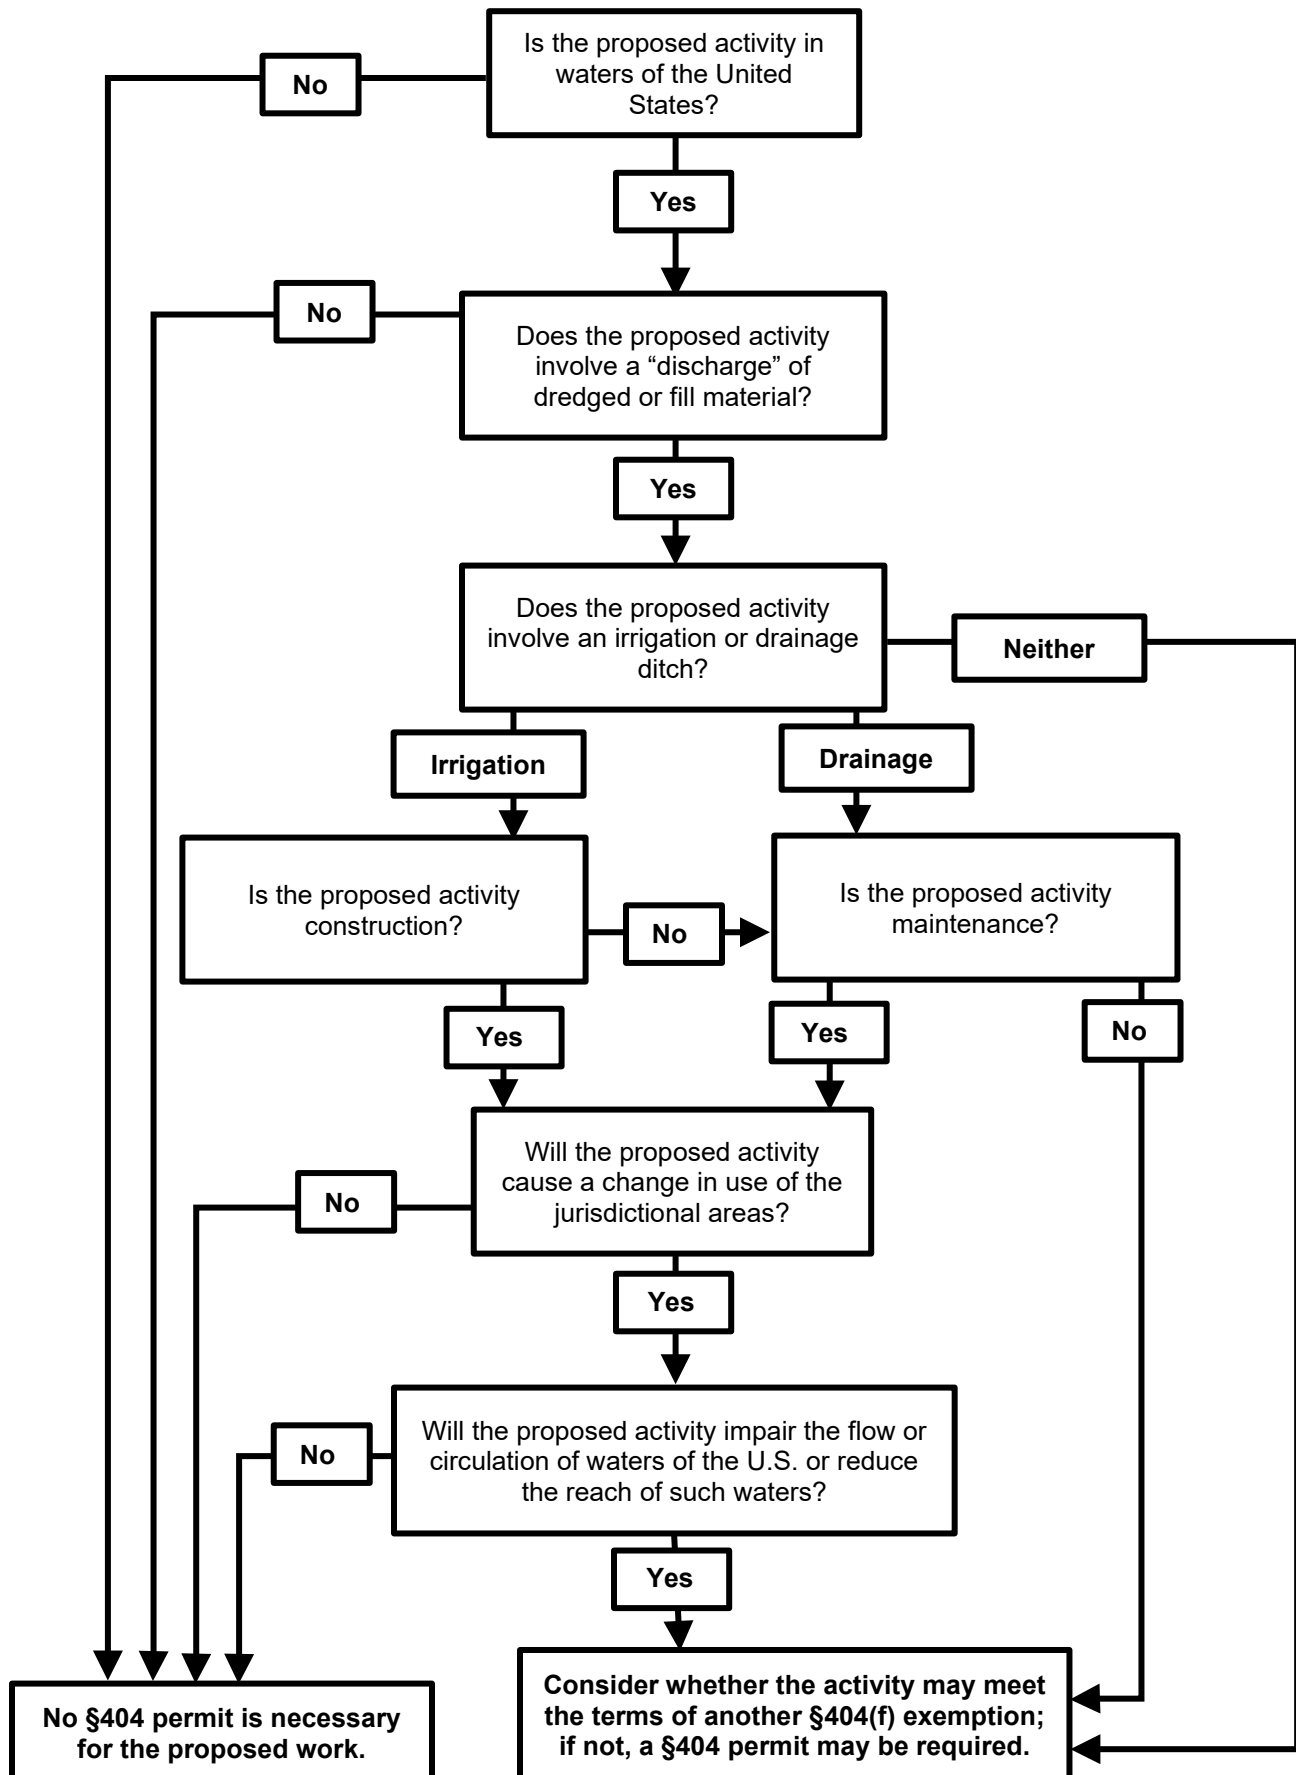 Is the proposed activity in
waters of the United
States?
No
Yes
No
Does the proposed activity
involve a “discharge” of
dredged or fill material?
Yes
Does the proposed activity
involve an irrigation or drainage
ditch?
Neither
Irrigation
Drainage
Is the proposed activity
construction?
No
Is the proposed activity
maintenance?
Yes
Yes
No
Will the proposed activity
cause a change in use of the
jurisdictional areas?
No
Yes
Will the proposed activity impair the flow or
circulation of waters of the U.S. or reduce
the reach of such waters?
No
Yes
No §404 permit is necessary
for the proposed work.
Consider whether the activity may meet
the terms of another §404(f) exemption;
if not, a §404 permit may be required.